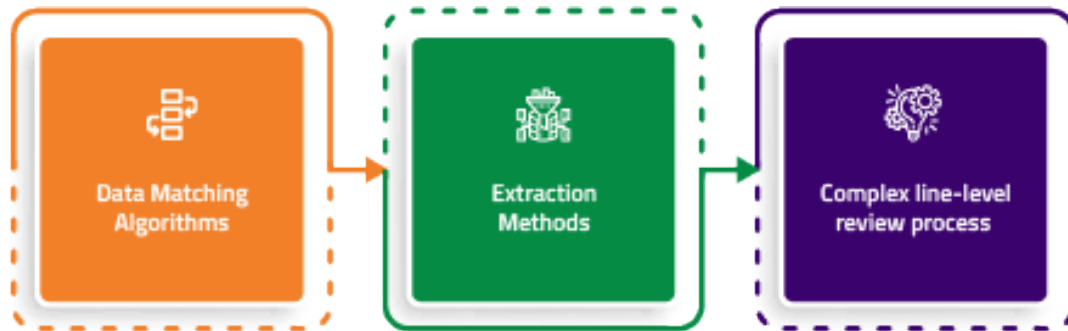 Data Matching
Algorithms
Extraction
Methods
Complex line-level
review process